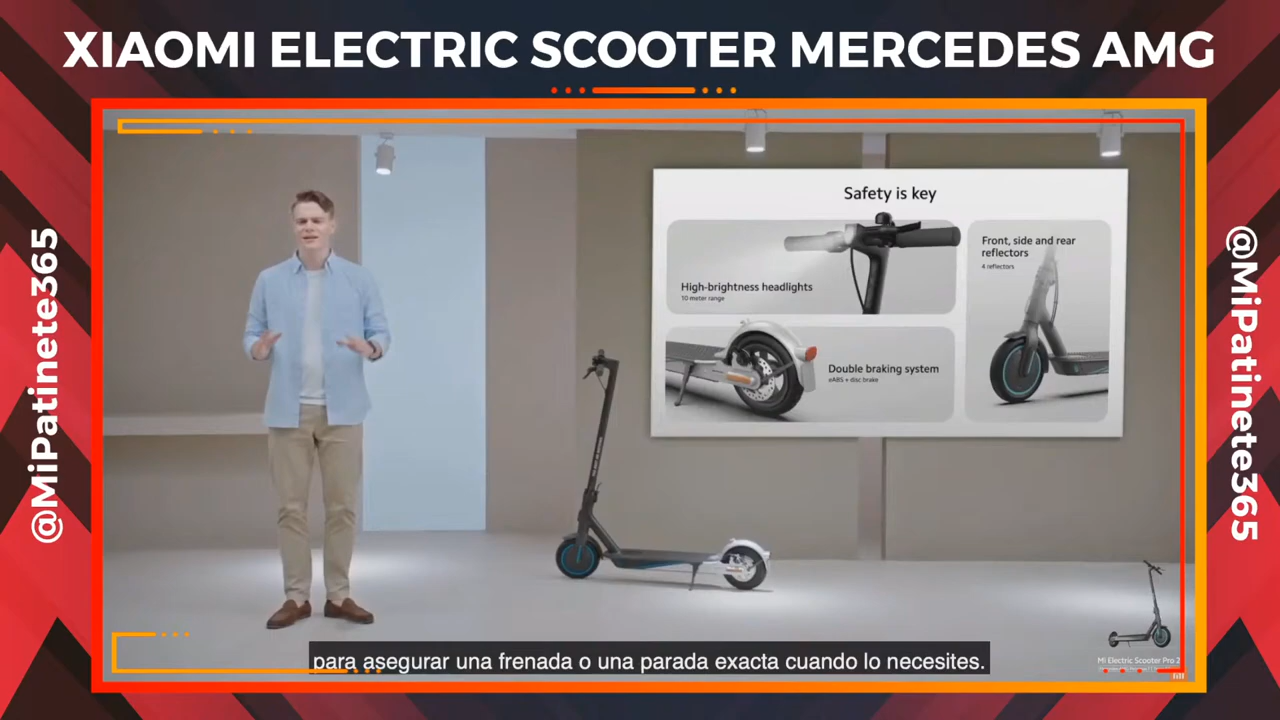 XIAOMI ELECTRIC SCOOTER MERCEDES AMG
@MiPatinete365
Safety is key
High-brightness headlights
10 meter range
Front, side and rear
reflectors
4 reflectors
Double braking system
eABS + disc brake
@MiPatinete365
para asegurar una frenada o una parada exacta cuando lo necesites.
Mi Electric Scooter Pro 2